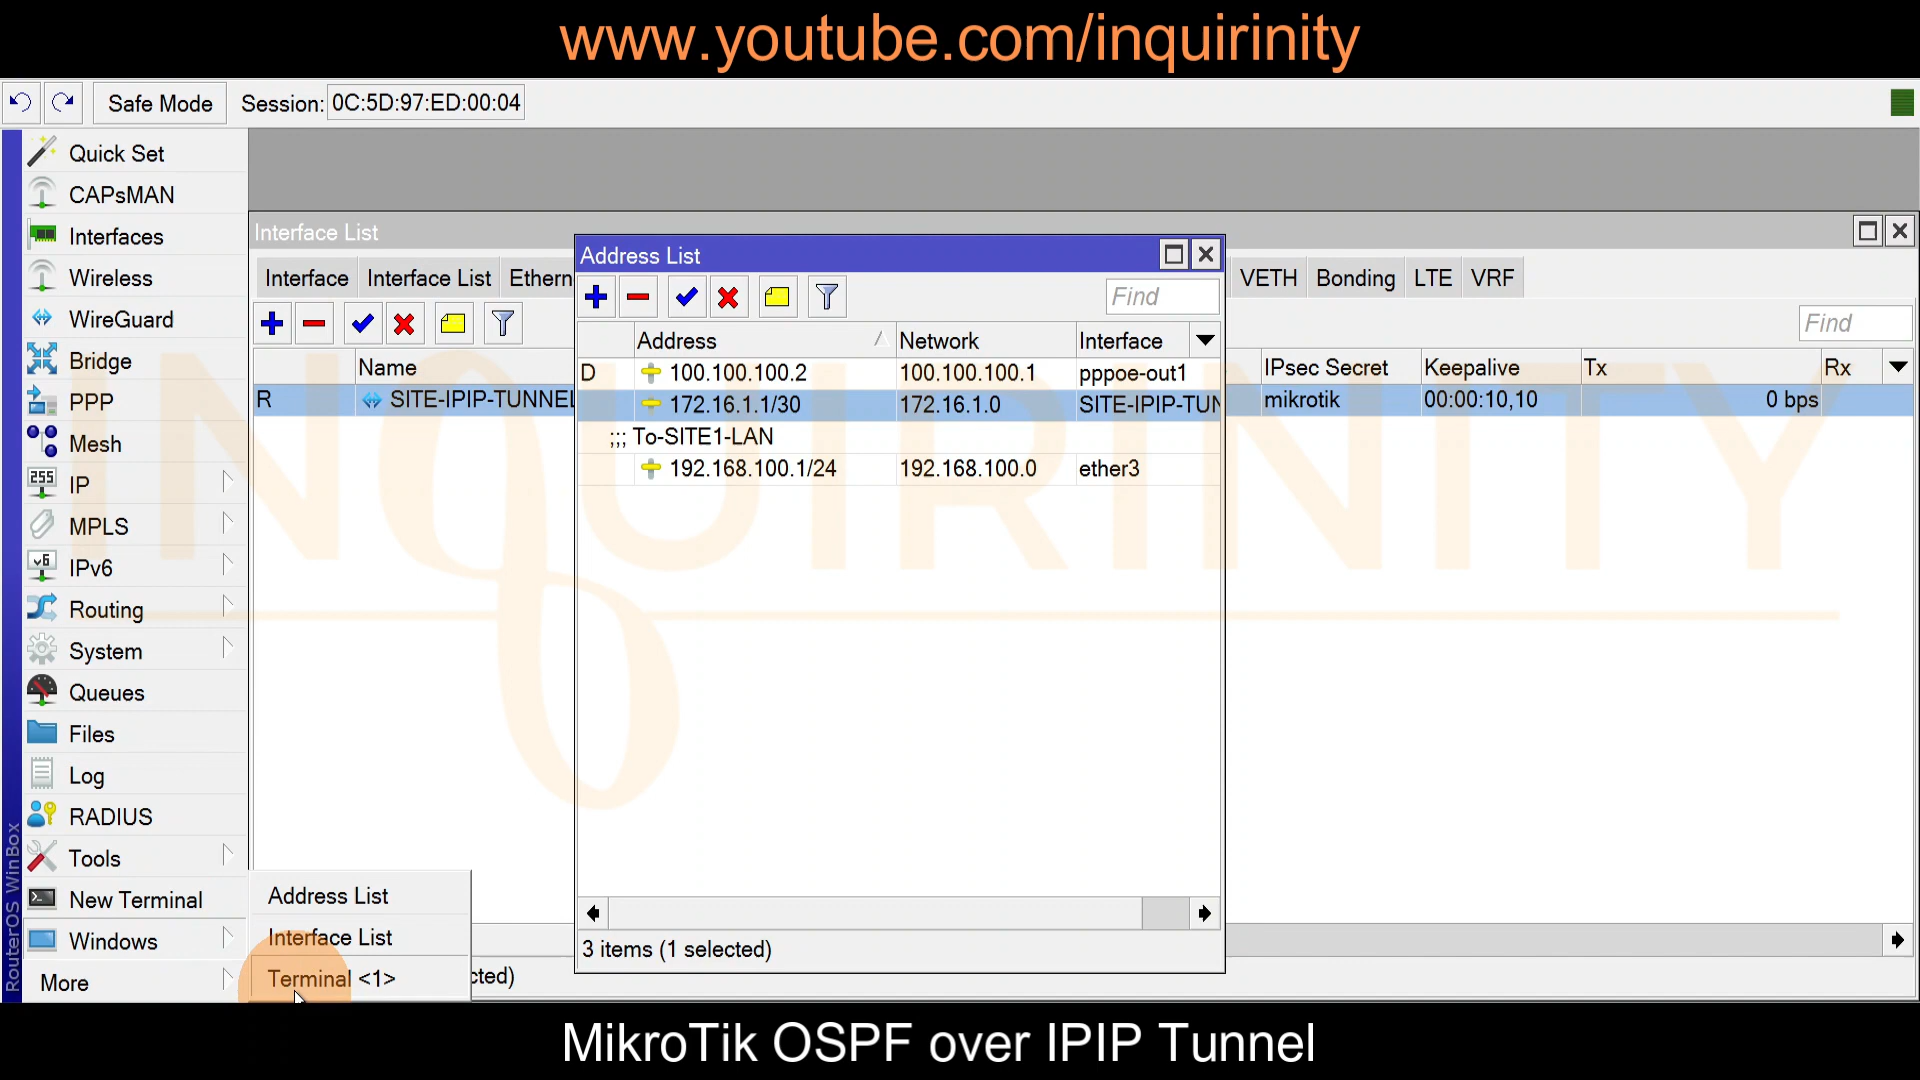 www.youtube.com/inquirinity
Safe Mode Session: 0C:5D:97:ED:00:04
Quick Set
CAPsMAN
Interfaces
Wireless
WireGuard
Bridge
PPP
Mesh
255 IP
MPLS
v6 IPv6
Routing
System
Queues
Files
Log
RADIUS
Tools
New Terminal
Windows
More
RouterOS WinBox
Interface List
Interface Interface List Ethern VETH Bonding LTE VRF
Find
Name IPsec Secret Keepalive Tx Rx
R SITE-IPIP-TUNNEL mikrotik 00:00:10,10 0 bps
Address List
Find
Address Network Interface
D 100.100.100.2 100.100.100.1 pppoe-out1
172.16.1.1/30 172.16.1.0 SITE-IPIP-TUN
;;; To-SITE1-LAN
192.168.100.1/24 192.168.100.0 ether3
3 items (1 selected)
Address List
Interface List
Terminal <1>
cted)
INQUIRINITY
MikroTik OSPF over IPIP Tunnel